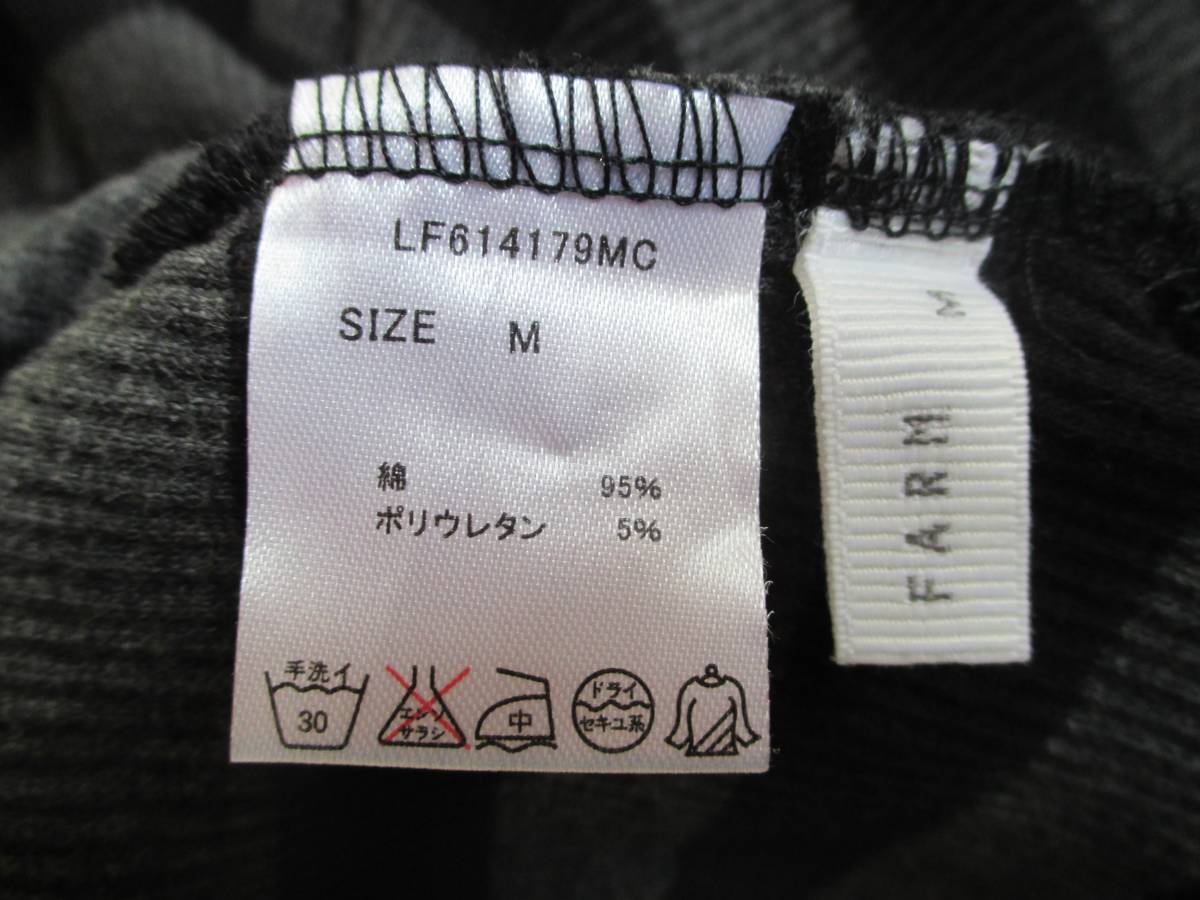 LF614179MC
SIZE M
綿 95%
ポリウレタン 5%
手洗イ
30
エンソ
サラシ
中
ドライ
セキユ系
M
FARM